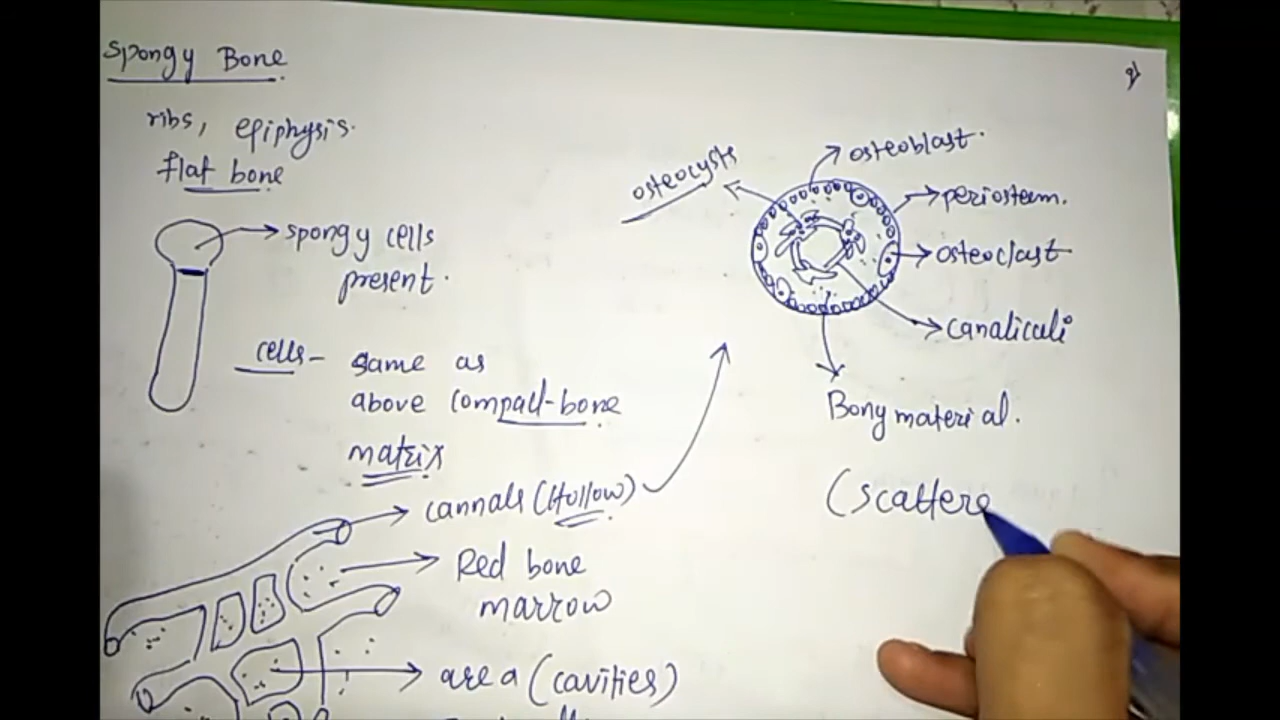 Spongy Bone
ribs, epiphysis.
flat bone
spongy cells
present.
cells - same as
above compact-bone
matrix
cannals (Hollow)
Red bone
marrow
area (cavities)
osteocysts
osteoblast.
periosteum.
osteoclast
canaliculi
Bony material.
(scattere